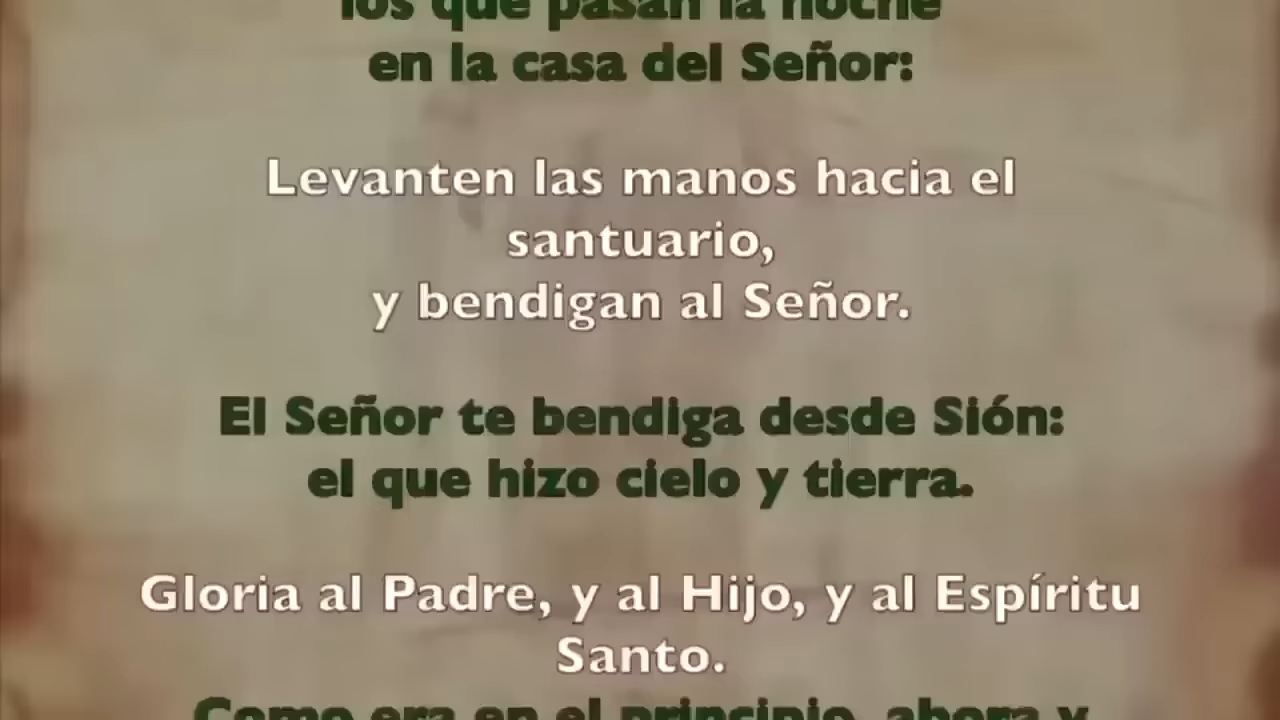 los que pasan la noche
en la casa del Señor:
Levanten las manos hacia el
santuario,
y bendigan al Señor.
El Señor te bendiga desde Sión:
el que hizo cielo y tierra.
Gloria al Padre, y al Hijo, y al Espíritu
Santo.
Como era en el principio, ahora y